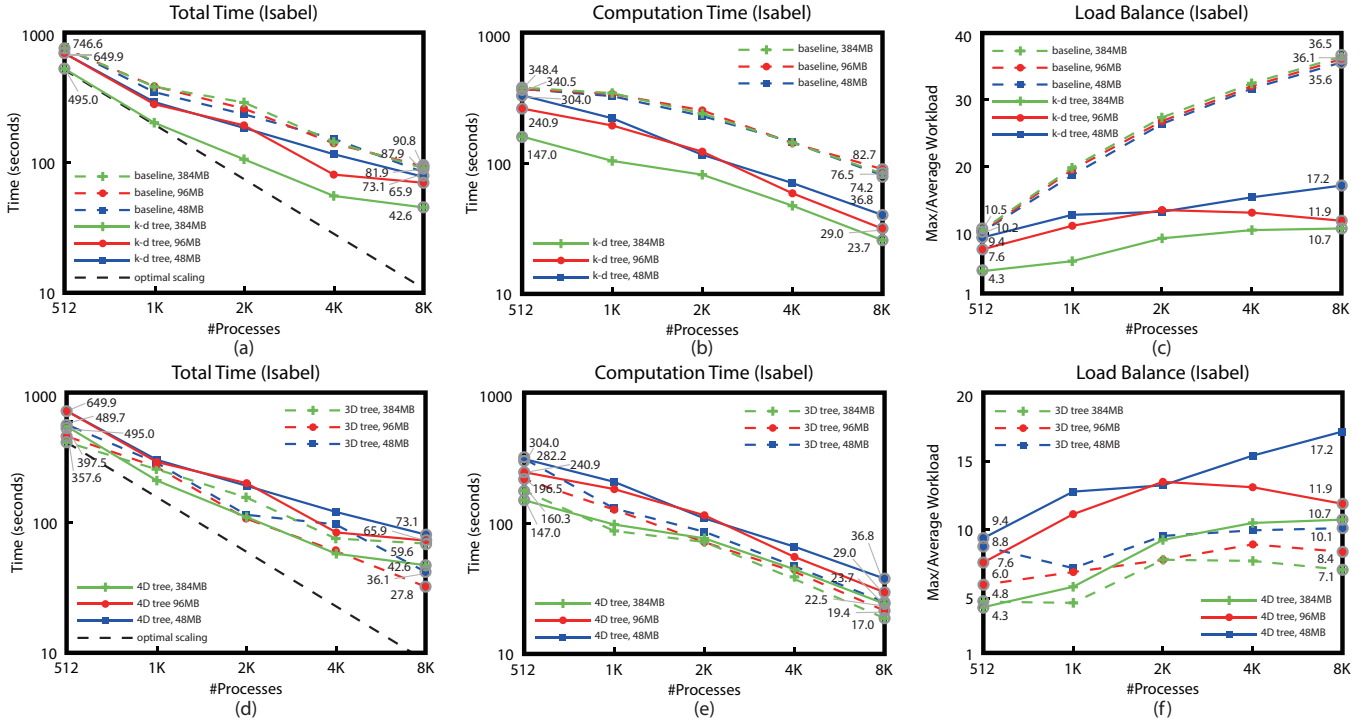 Total Time (Isabel)
1000
100
10
Time (seconds)
746.6
649.9
495.0
90.8
87.9
81.9
73.1
65.9
42.6
baseline, 384MB
baseline, 96MB
baseline, 48MB
k-d tree, 384MB
k-d tree, 96MB
k-d tree, 48MB
optimal scaling
512 1K 2K 4K 8K
#Processes
(a)
Computation Time (Isabel)
1000
100
10
Time (seconds)
baseline, 384MB
baseline, 96MB
baseline, 48MB
348.4
340.5
304.0
240.9
147.0
82.7
76.5
74.2
36.8
29.0
23.7
k-d tree, 384MB
k-d tree, 96MB
k-d tree, 48MB
512 1K 2K 4K 8K
#Processes
(b)
Load Balance (Isabel)
40
30
20
10
1
Max/Average Workload
baseline, 384MB
baseline, 96MB
baseline, 48MB
k-d tree, 384MB
k-d tree, 96MB
k-d tree, 48MB
36.5
36.1
35.6
17.2
11.9
10.7
10.5
10.2
9.4
7.6
4.3
512 1K 2K 4K 8K
#Processes
(c)
Total Time (Isabel)
1000
100
10
Time (seconds)
649.9
489.7
495.0
397.5
357.6
3D tree, 384MB
3D tree, 96MB
3D tree, 48MB
73.1
65.9
59.6
42.6
36.1
27.8
4D tree, 384MB
4D tree 96MB
4D tree, 48MB
optimal scaling
512 1K 2K 4K 8K
#Processes
(d)
Computation Time (Isabel)
1000
100
10
Time (seconds)
3D tree, 384MB
3D tree, 96MB
3D tree, 48MB
304.0
282.2
240.9
196.5
160.3
147.0
36.8
29.0
23.7
22.5
19.4
17.0
4D tree, 384MB
4D tree, 96MB
4D tree, 48MB
512 1K 2K 4K 8K
#Processes
(e)
Load Balance (Isabel)
20
15
10
5
1
Max/Average Workload
3D tree 384MB
3D tree, 96MB
3D tree, 48MB
17.2
11.9
10.7
10.1
8.4
7.1
9.4
8.8
7.6
6.0
4.8
4.3
4D tree, 384MB
4D tree, 96MB
4D tree, 48MB
512 1K 2K 4K 8K
#Processes
(f)